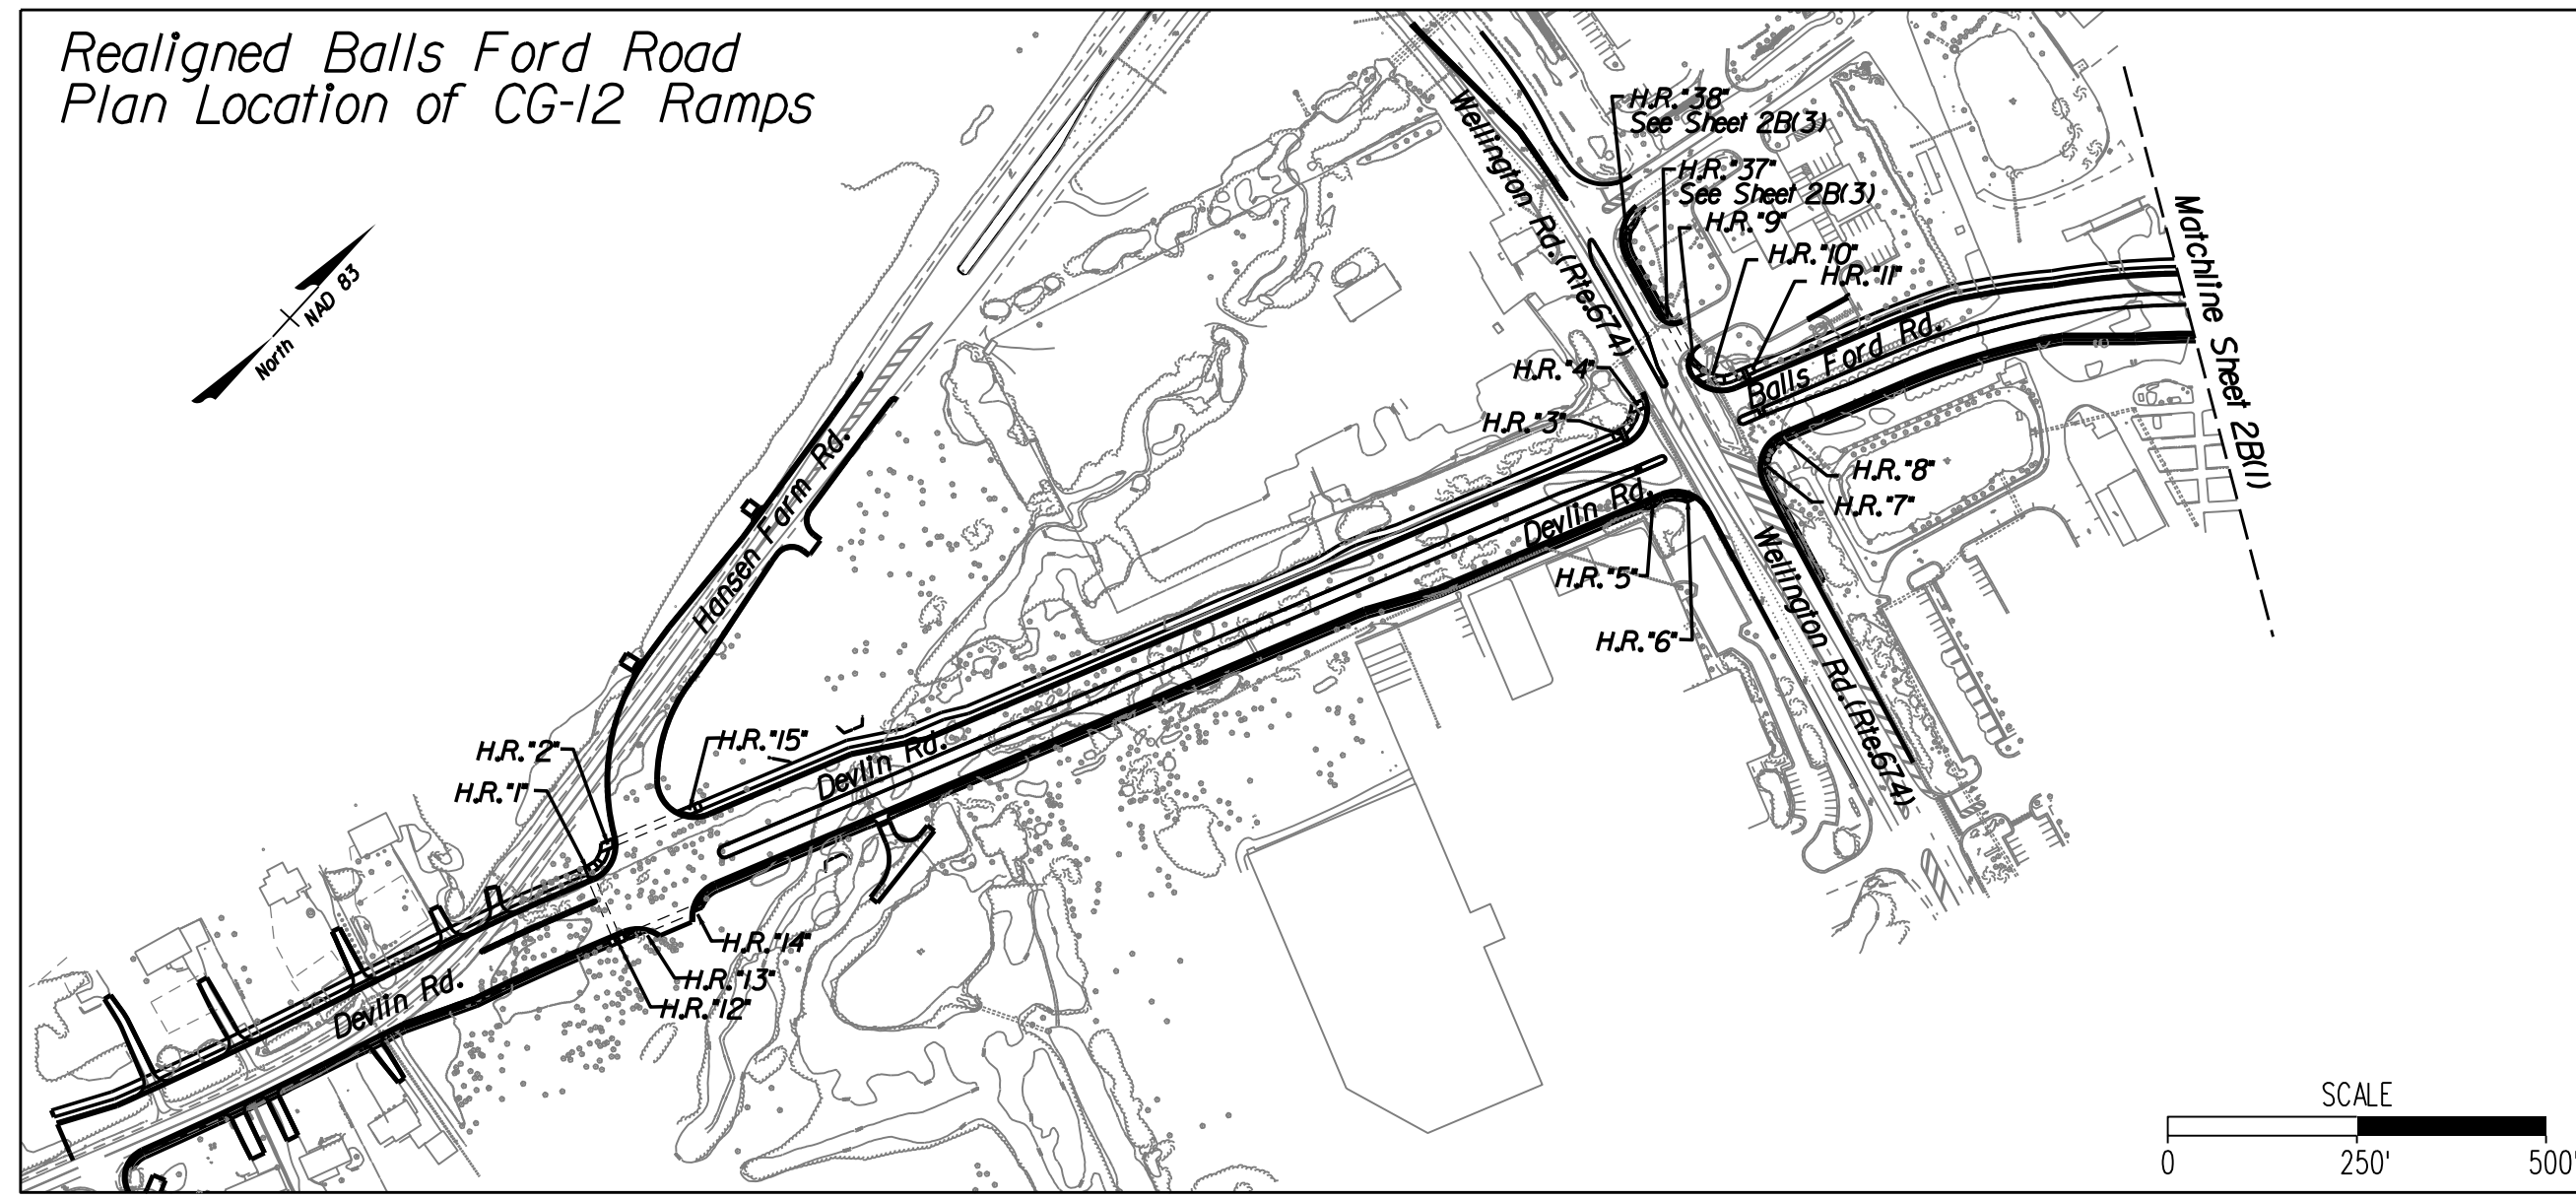 Realigned Balls Ford Road
Plan Location of CG-12 Ramps
H.R. "38"
See Sheet 2B(3)
H.R. "37"
See Sheet 2B(3)
H.R. "9"
H.R. "10"
H.R. "11"
Wellington Rd. (Rte.674)
Matchline Sheet 2B(1)
NAD 83
North
Balls Ford Rd.
H.R. "4"
H.R. "3"
H.R. "8"
H.R. "7"
Hansen Farm Rd.
Devlin Rd.
H.R. "5"
H.R. "6"
Wellington Rd. (Rte.674)
H.R. "15"
H.R. "2"
H.R. "1"
Devlin Rd.
H.R. "14"
H.R. "13"
H.R. "12"
Devlin Rd.
SCALE
0 250' 500'